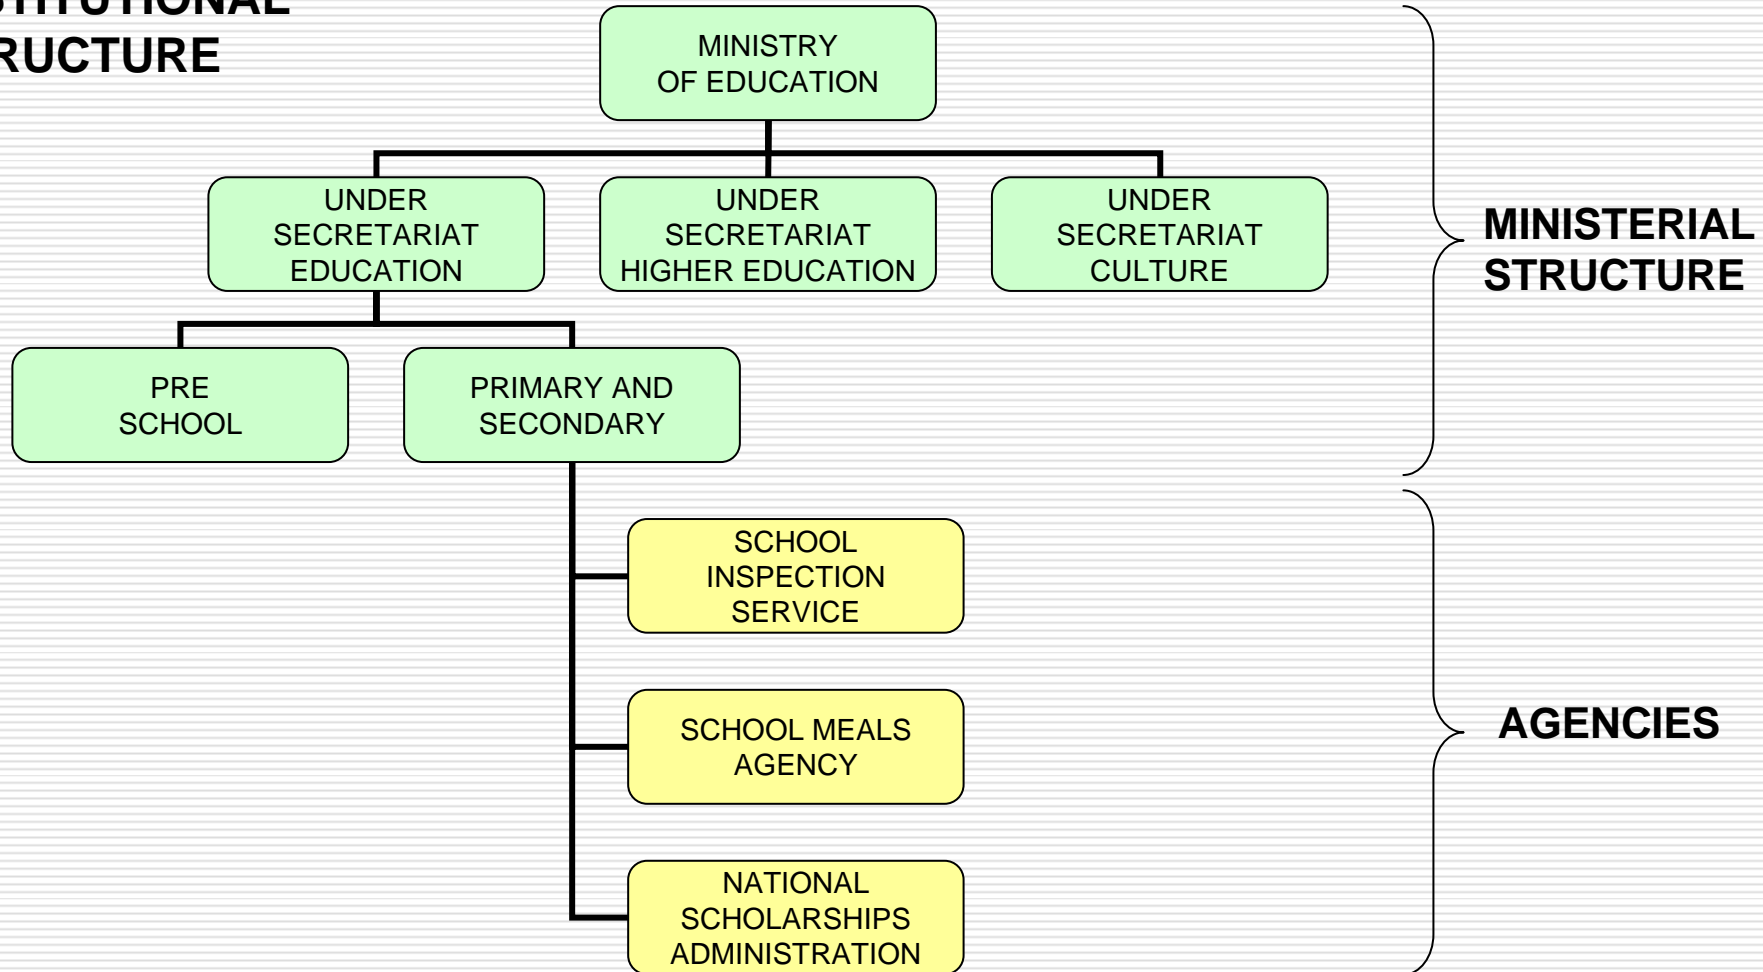 STITUTIONAL
RUCTURE
MINISTRY
OF EDUCATION
UNDER
SECRETARIAT
EDUCATION
UNDER
SECRETARIAT
HIGHER EDUCATION
UNDER
SECRETARIAT
CULTURE
MINISTERIAL
STRUCTURE
PRE
SCHOOL
PRIMARY AND
SECONDARY
SCHOOL
INSPECTION
SERVICE
SCHOOL MEALS
AGENCY
AGENCIES
NATIONAL
SCHOLARSHIPS
ADMINISTRATION